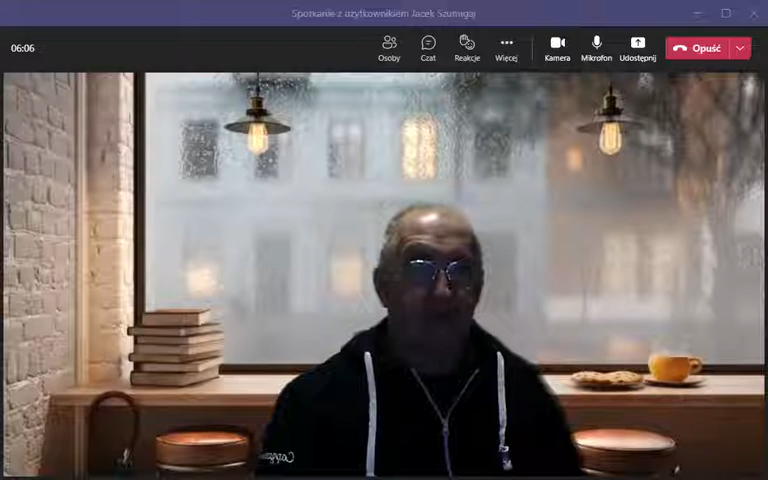 Spotkanie z użytkownikiem Jacek Szumigaj
06:06
Osoby
Czat
Reakcje
Więcej
Kamera
Mikrofon
Udostępnij
Opuść